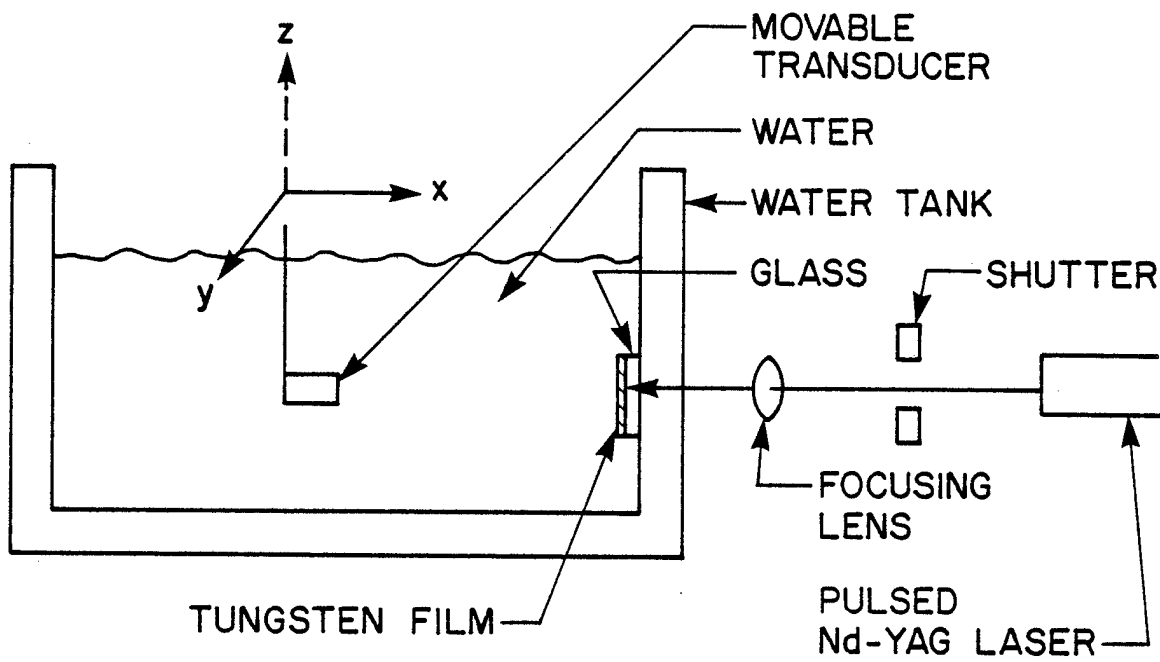 z
MOVABLE
TRANSDUCER
WATER
x
WATER TANK
y
GLASS
SHUTTER
FOCUSING
LENS
TUNGSTEN FILM
PULSED
Nd-YAG LASER